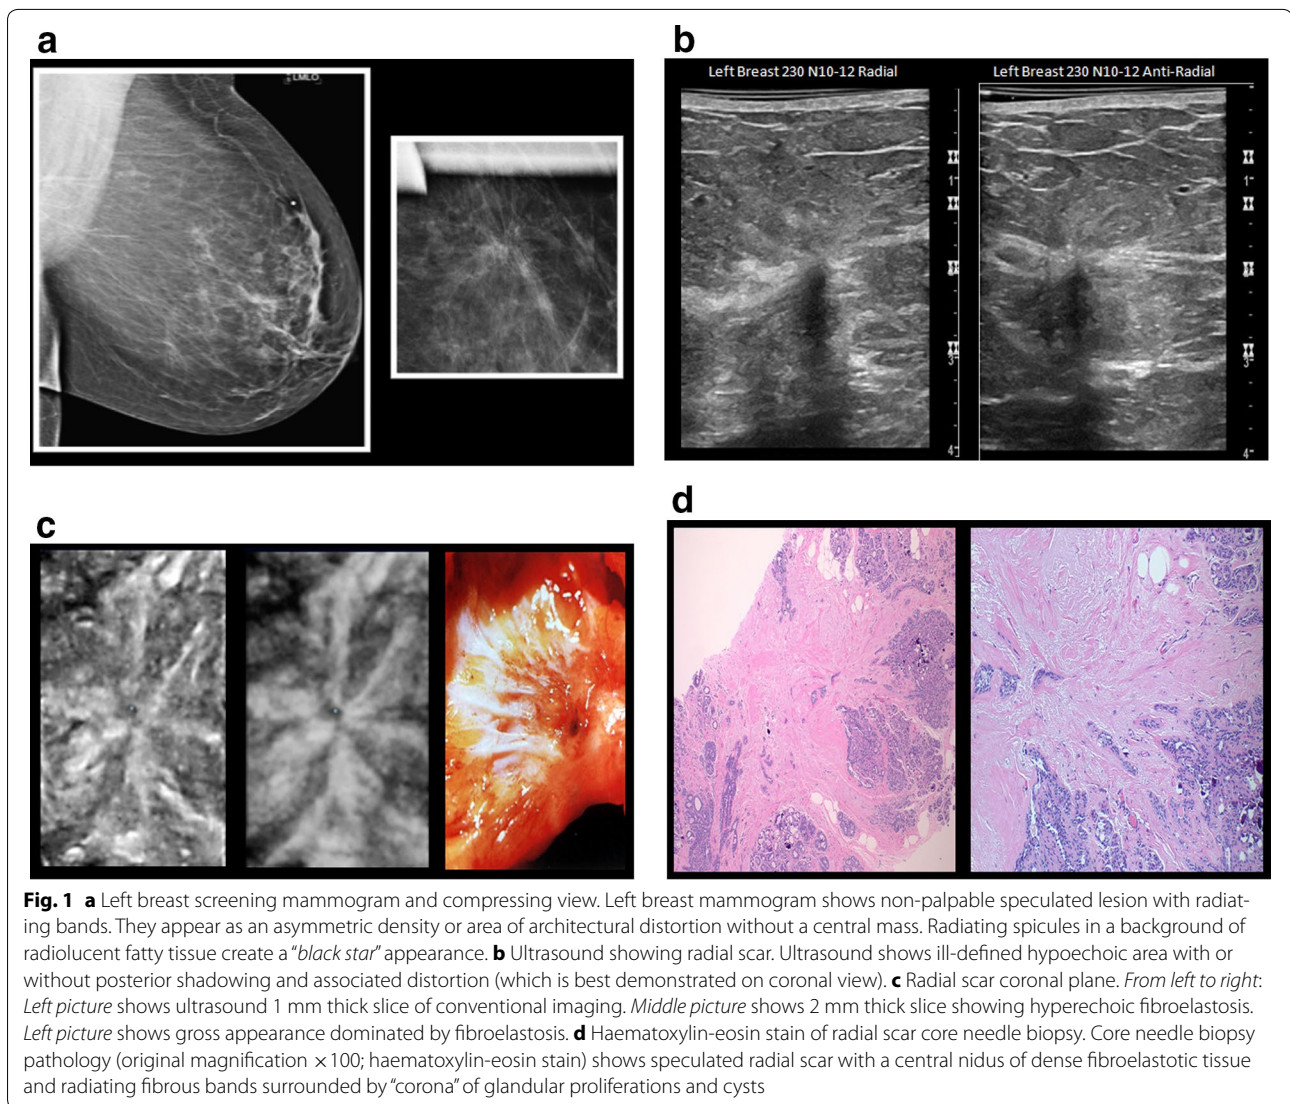 a
b
LMLO
Left Breast 230 N10-12 Radial
Left Breast 230 N10-12 Anti-Radial
1
3
4
1
3
4
c
d
Fig. 1 a Left breast screening mammogram and compressing view. Left breast mammogram shows non-palpable speculated lesion with radiat-
ing bands. They appear as an asymmetric density or area of architectural distortion without a central mass. Radiating spicules in a background of
radiolucent fatty tissue create a “black star” appearance. b Ultrasound showing radial scar. Ultrasound shows ill-defined hypoechoic area with or
without posterior shadowing and associated distortion (which is best demonstrated on coronal view). c Radial scar coronal plane. From left to right:
Left picture shows ultrasound 1 mm thick slice of conventional imaging. Middle picture shows 2 mm thick slice showing hyperechoic fibroelastosis.
Left picture shows gross appearance dominated by fibroelastosis. d Haematoxylin-eosin stain of radial scar core needle biopsy. Core needle biopsy
pathology (original magnification ×100; haematoxylin-eosin stain) shows speculated radial scar with a central nidus of dense fibroelastotic tissue
and radiating fibrous bands surrounded by “corona” of glandular proliferations and cysts